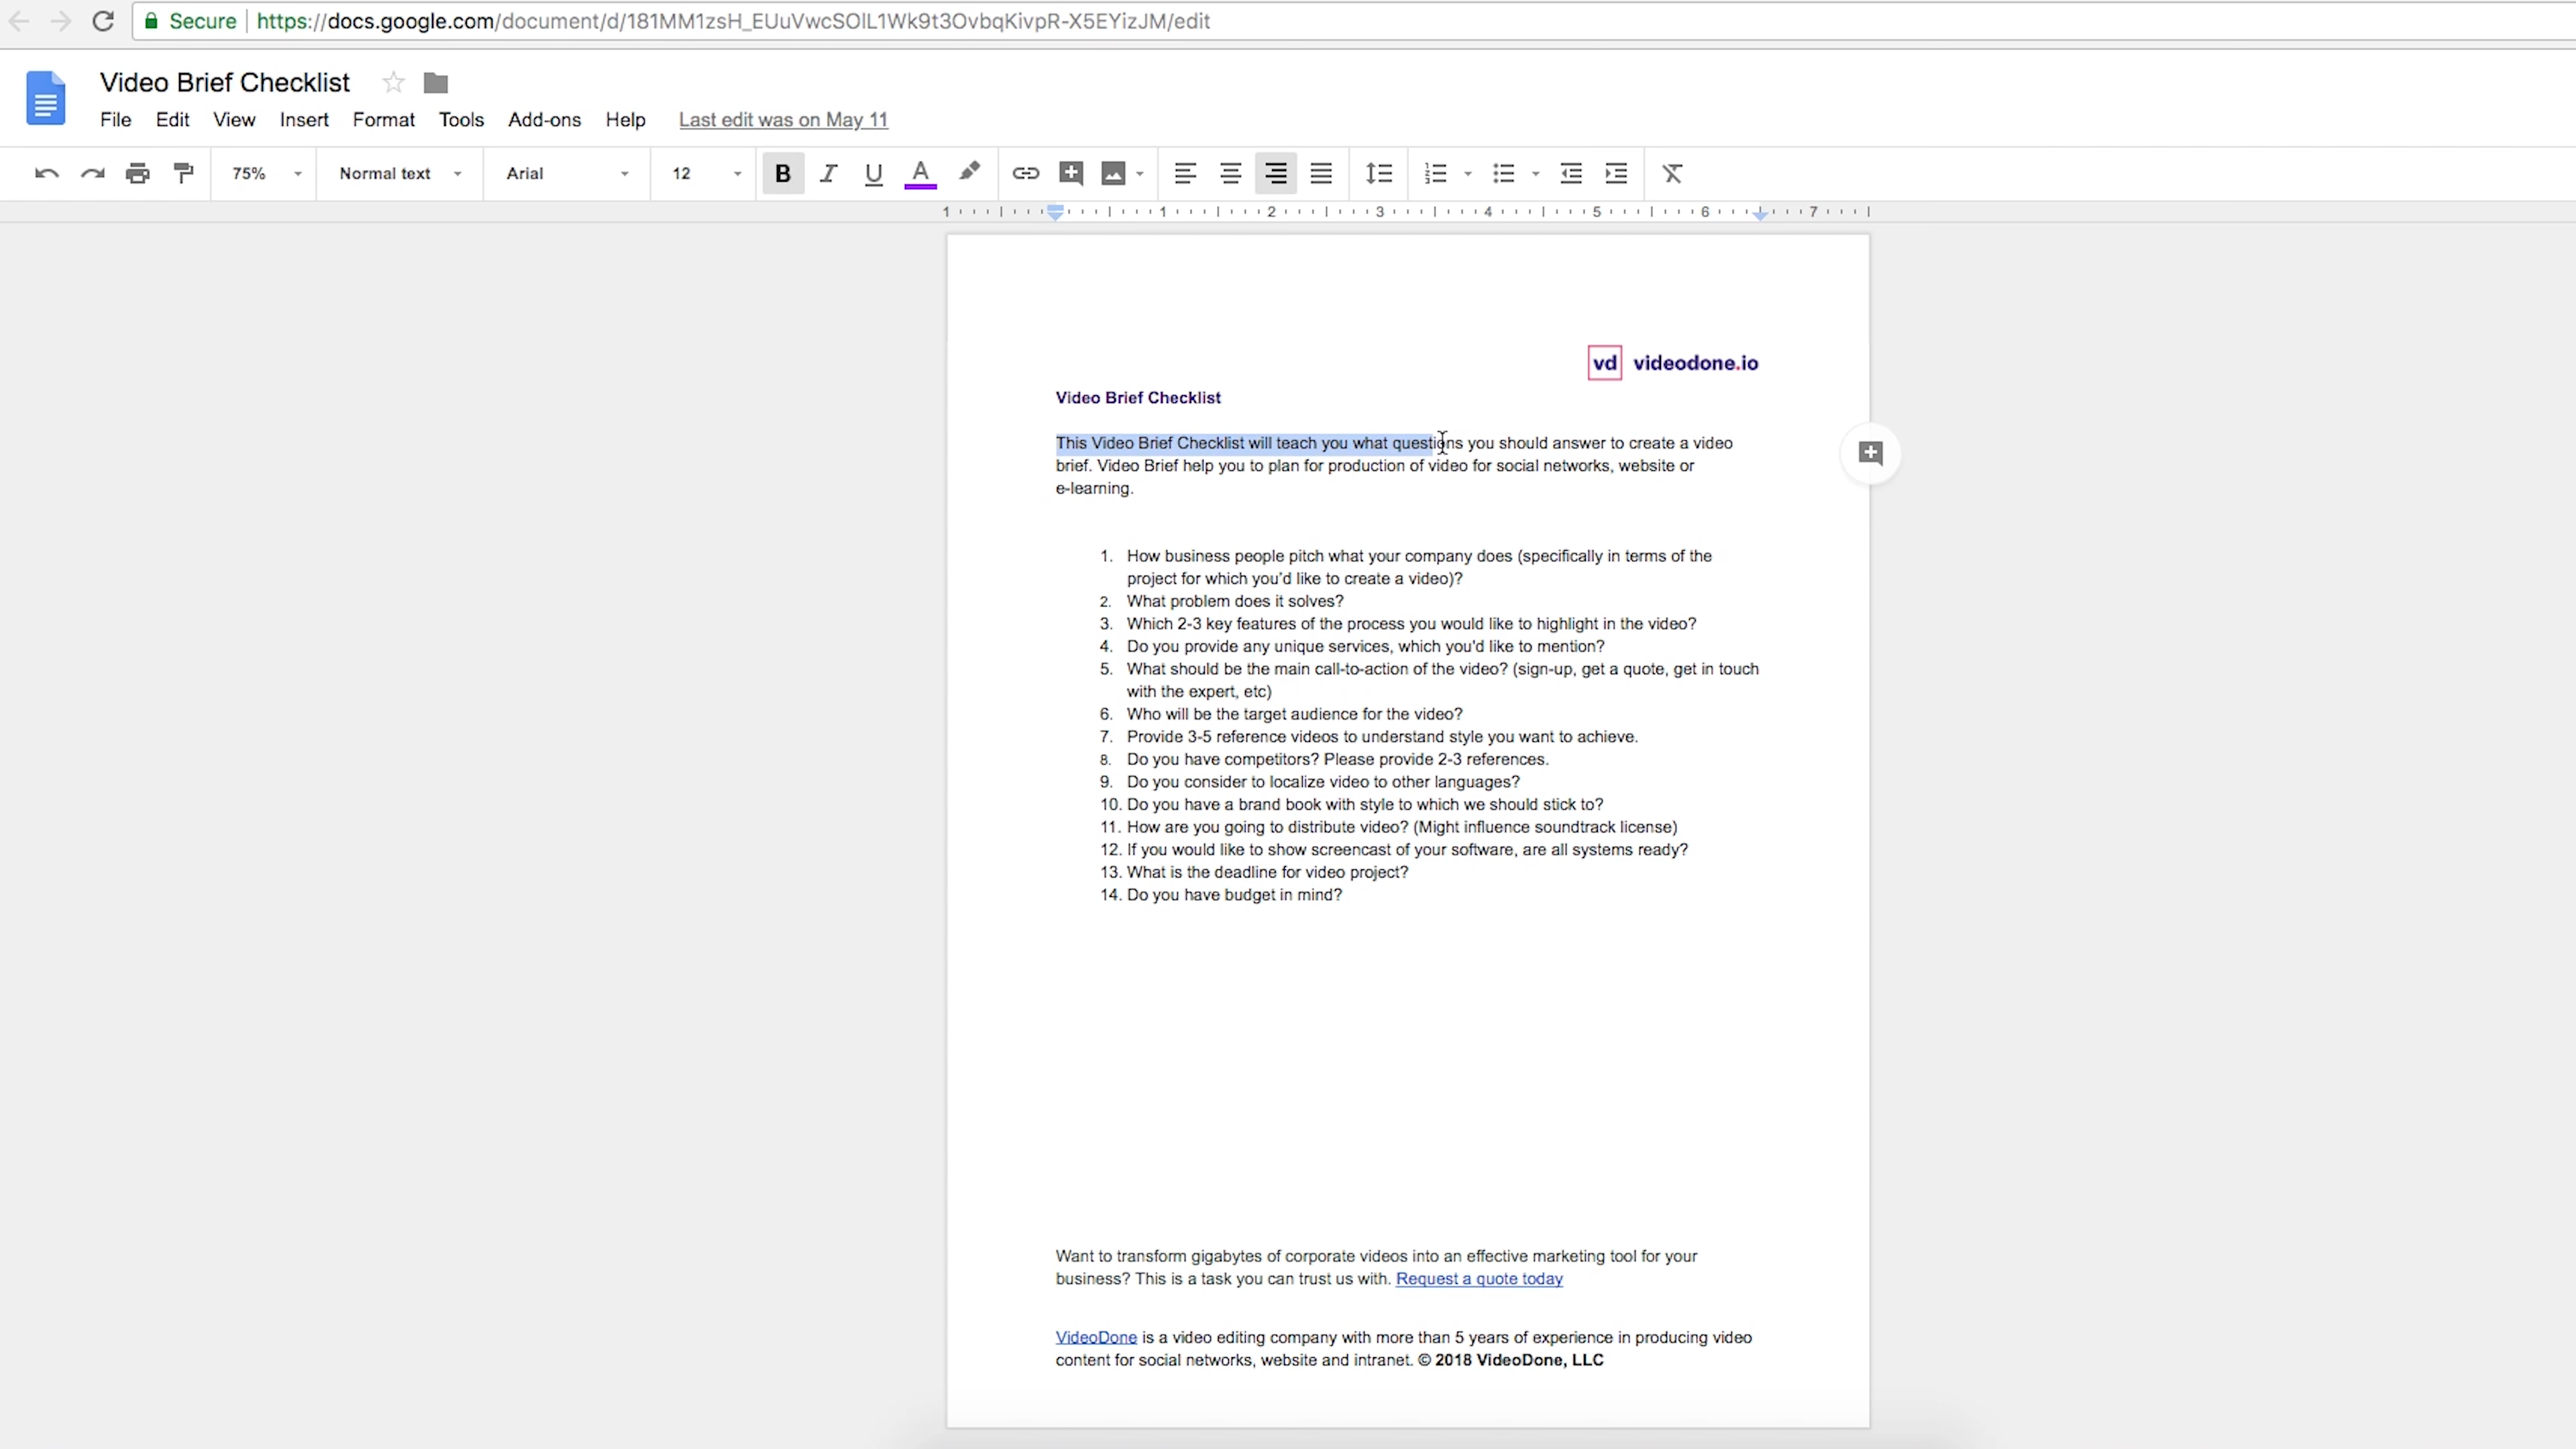 Secure https://docs.google.com/document/d/181MM1zsH_EUuVwcSOlL1Wk9t3OvbqKivpR-X5EYizJM/edit
Video Brief Checklist
File Edit View Insert Format Tools Add-ons Help Last edit was on May 11
75% Normal text Arial 12 B I U A
1 1 2 3 4 5 6 7
vd videodone.io
Video Brief Checklist
This Video Brief Checklist will teach you what questions you should answer to create a video
brief. Video Brief help you to plan for production of video for social networks, website or
e-learning.
1. How business people pitch what your company does (specifically in terms of the
project for which you'd like to create a video)?
2. What problem does it solves?
3. Which 2-3 key features of the process you would like to highlight in the video?
4. Do you provide any unique services, which you'd like to mention?
5. What should be the main call-to-action of the video? (sign-up, get a quote, get in touch
with the expert, etc)
6. Who will be the target audience for the video?
7. Provide 3-5 reference videos to understand style you want to achieve.
8. Do you have competitors? Please provide 2-3 references.
9. Do you consider to localize video to other languages?
10. Do you have a brand book with style to which we should stick to?
11. How are you going to distribute video? (Might influence soundtrack license)
12. If you would like to show screencast of your software, are all systems ready?
13. What is the deadline for video project?
14. Do you have budget in mind?
Want to transform gigabytes of corporate videos into an effective marketing tool for your
business? This is a task you can trust us with. Request a quote today
VideoDone is a video editing company with more than 5 years of experience in producing video
content for social networks, website and intranet. © 2018 VideoDone, LLC